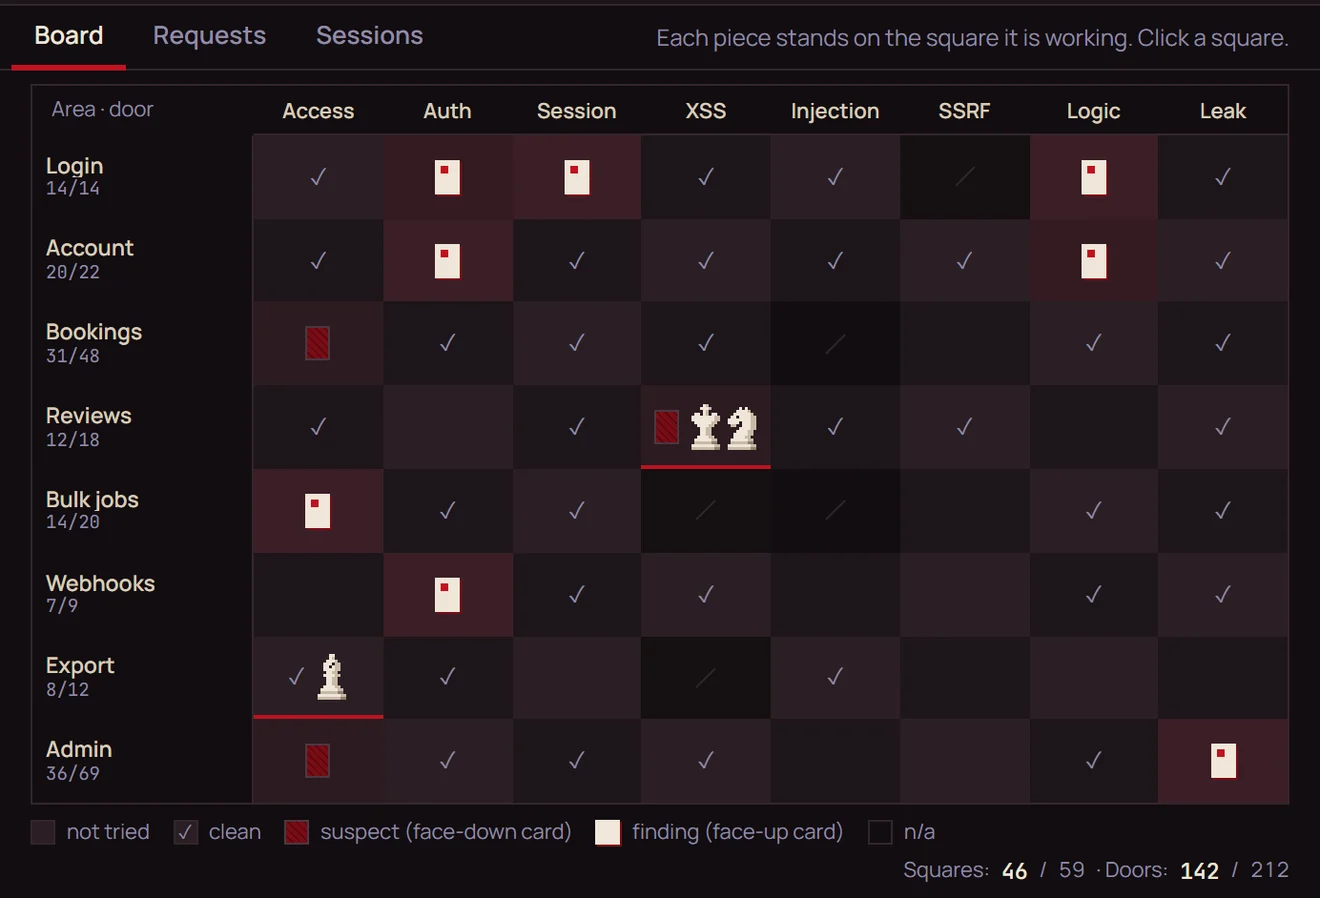 Board Requests Sessions Each piece stands on the square it is working. Click a square.
Area · door Access Auth Session XSS Injection SSRF Logic Leak
Login
14/14
✓ ✓ ✓ ⁄ ✓
Account
20/22
✓ ✓ ✓ ✓ ✓ ✓
Bookings
31/48
✓ ✓ ✓ ⁄ ✓ ✓
Reviews
12/18
✓ ✓ ✓ ✓ ✓
Bulk jobs
14/20
✓ ✓ ⁄ ⁄ ✓ ✓
Webhooks
7/9
✓ ✓ ✓ ✓
Export
8/12
✓ ✓ ⁄ ✓
Admin
36/69
✓ ✓ ✓ ✓
not tried ✓ clean suspect (face-down card) finding (face-up card) n/a
Squares: 46 / 59 · Doors: 142 / 212